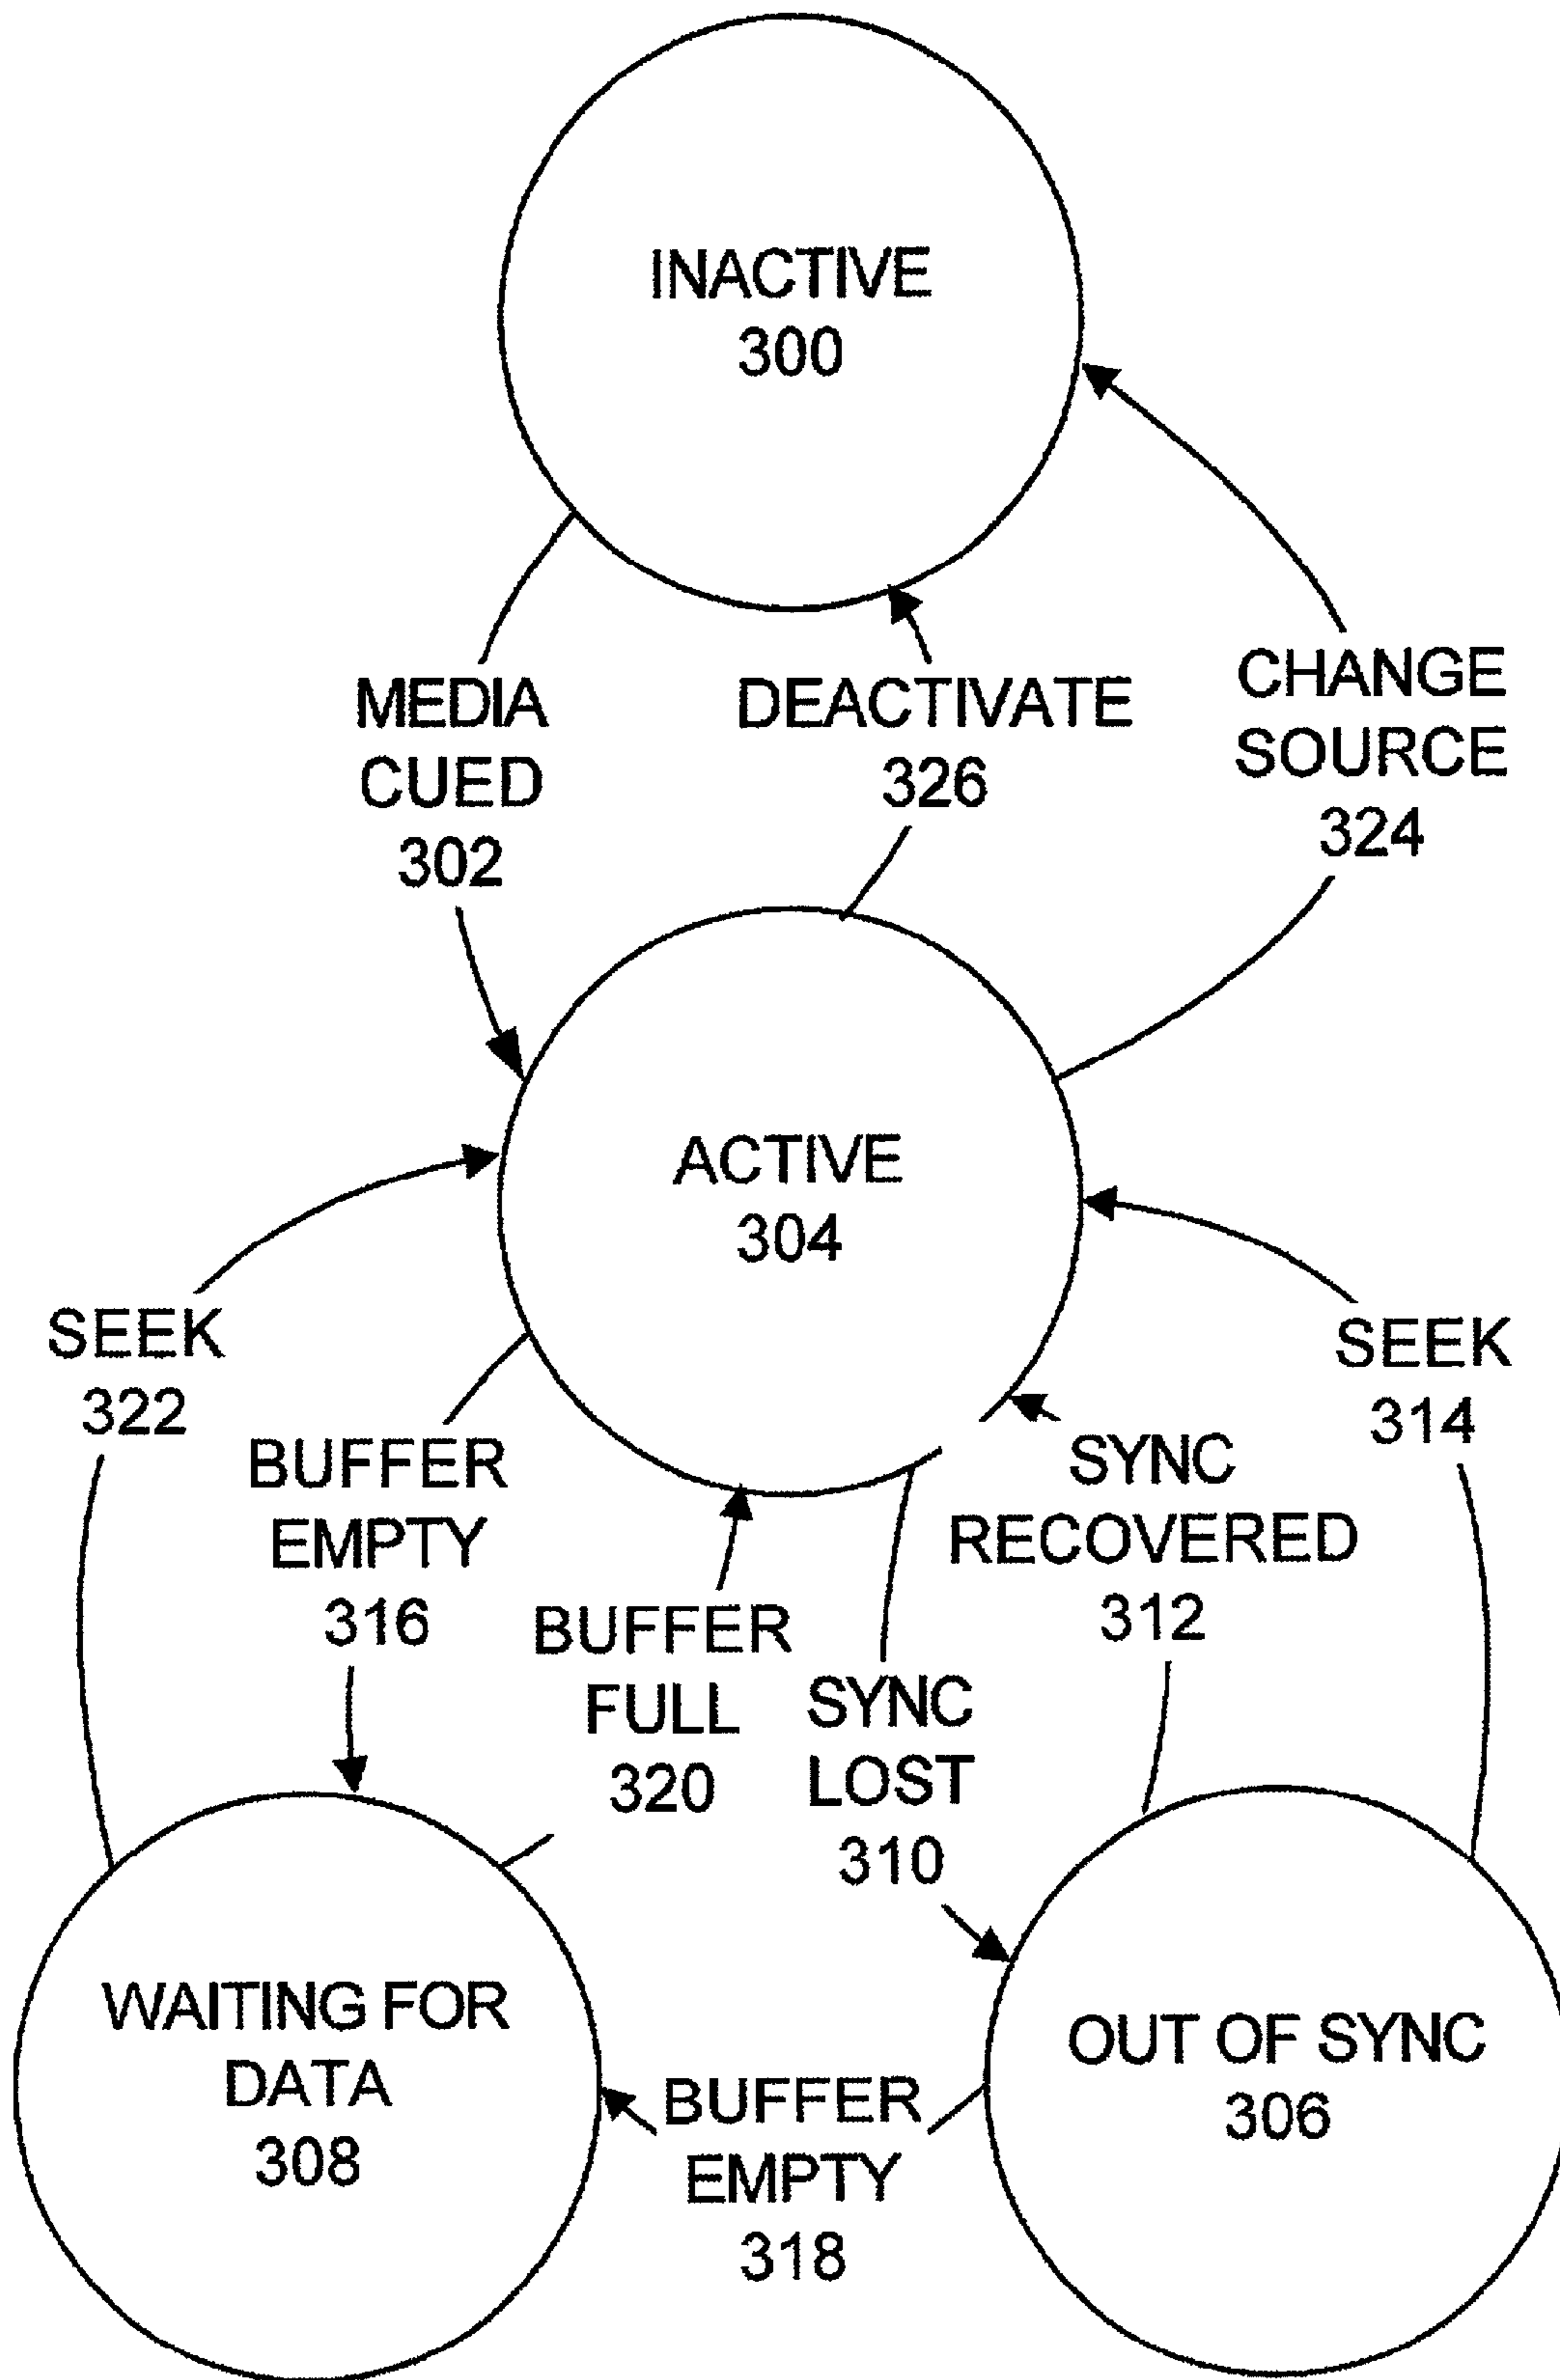 INACTIVE
300
MEDIA
CUED
302
DEACTIVATE
326
CHANGE
SOURCE
324
ACTIVE
304
SEEK
322
SEEK
314
BUFFER
EMPTY
316
SYNC
RECOVERED
312
BUFFER
FULL
320
SYNC
LOST
310
WAITING FOR
DATA
308
OUT OF SYNC
306
BUFFER
EMPTY
318